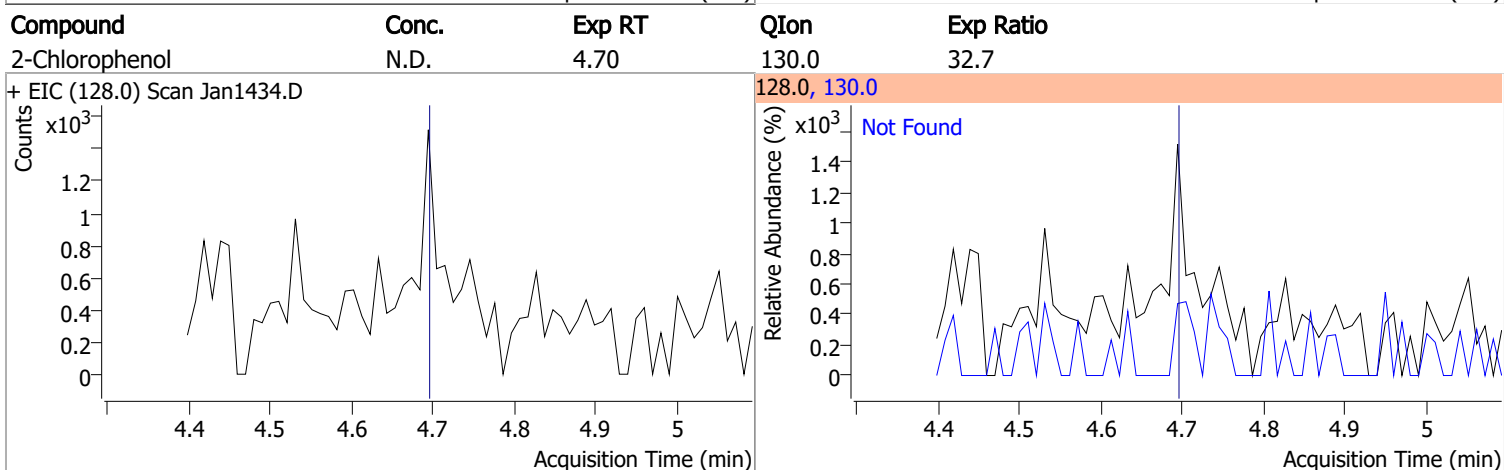 Compound Conc. Exp RT QIon Exp Ratio
2-Chlorophenol N.D. 4.70 130.0 32.7
+ EIC (128.0) Scan Jan1434.D
Counts
x10³
1.2
1
0.8
0.6
0.4
0.2
0
4.4 4.5 4.6 4.7 4.8 4.9 5
Acquisition Time (min)
128.0, 130.0
Relative Abundance (%)
x10³
Not Found
1.4
1.2
1
0.8
0.6
0.4
0.2
0
4.4 4.5 4.6 4.7 4.8 4.9 5
Acquisition Time (min)